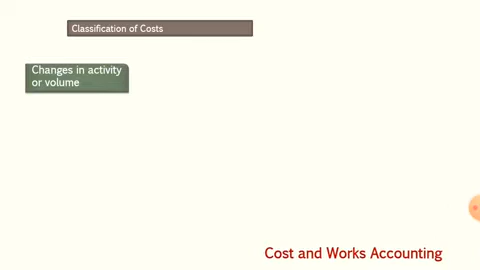 Classification of Costs
Changes in activity
or volume
Cost and Works Accounting